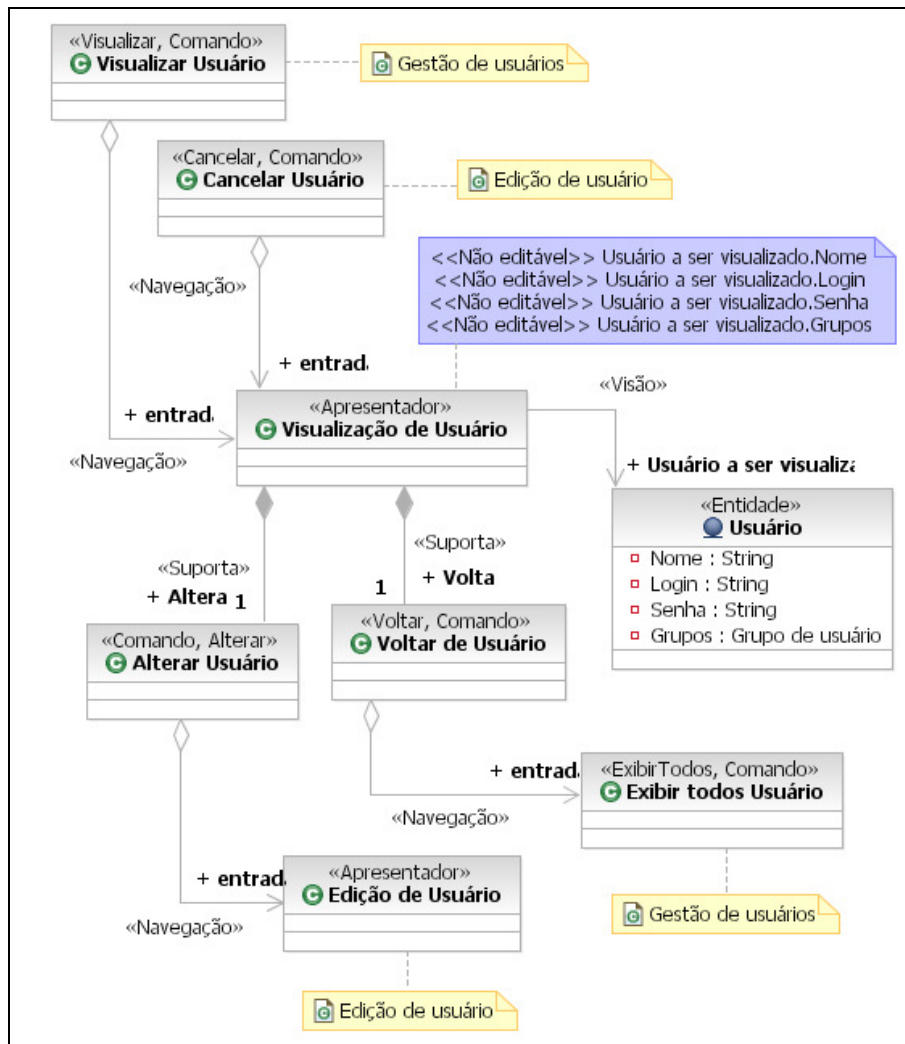 «Visualizar, Comando»
Visualizar Usuário
Gestão de usuários
«Cancelar, Comando»
Cancelar Usuário
Edição de usuário
<<Não editável>> Usuário a ser visualizado.Nome
<<Não editável>> Usuário a ser visualizado.Login
<<Não editável>> Usuário a ser visualizado.Senha
<<Não editável>> Usuário a ser visualizado.Grupos
«Navegação»
+ entrad
«Visão»
+ entrad
«Apresentador»
Visualização de Usuário
«Navegação»
+ Usuário a ser visualiza
«Entidade»
Usuário
Nome : String
Login : String
Senha : String
Grupos : Grupo de usuário
«Suporta»
+ Altera 1
«Suporta»
+ Volta
1
«Comando, Alterar»
Alterar Usuário
«Voltar, Comando»
Voltar de Usuário
+ entrad
«Navegação»
«ExibirTodos, Comando»
Exibir todos Usuário
Gestão de usuários
+ entrad
«Navegação»
«Apresentador»
Edição de Usuário
Edição de usuário